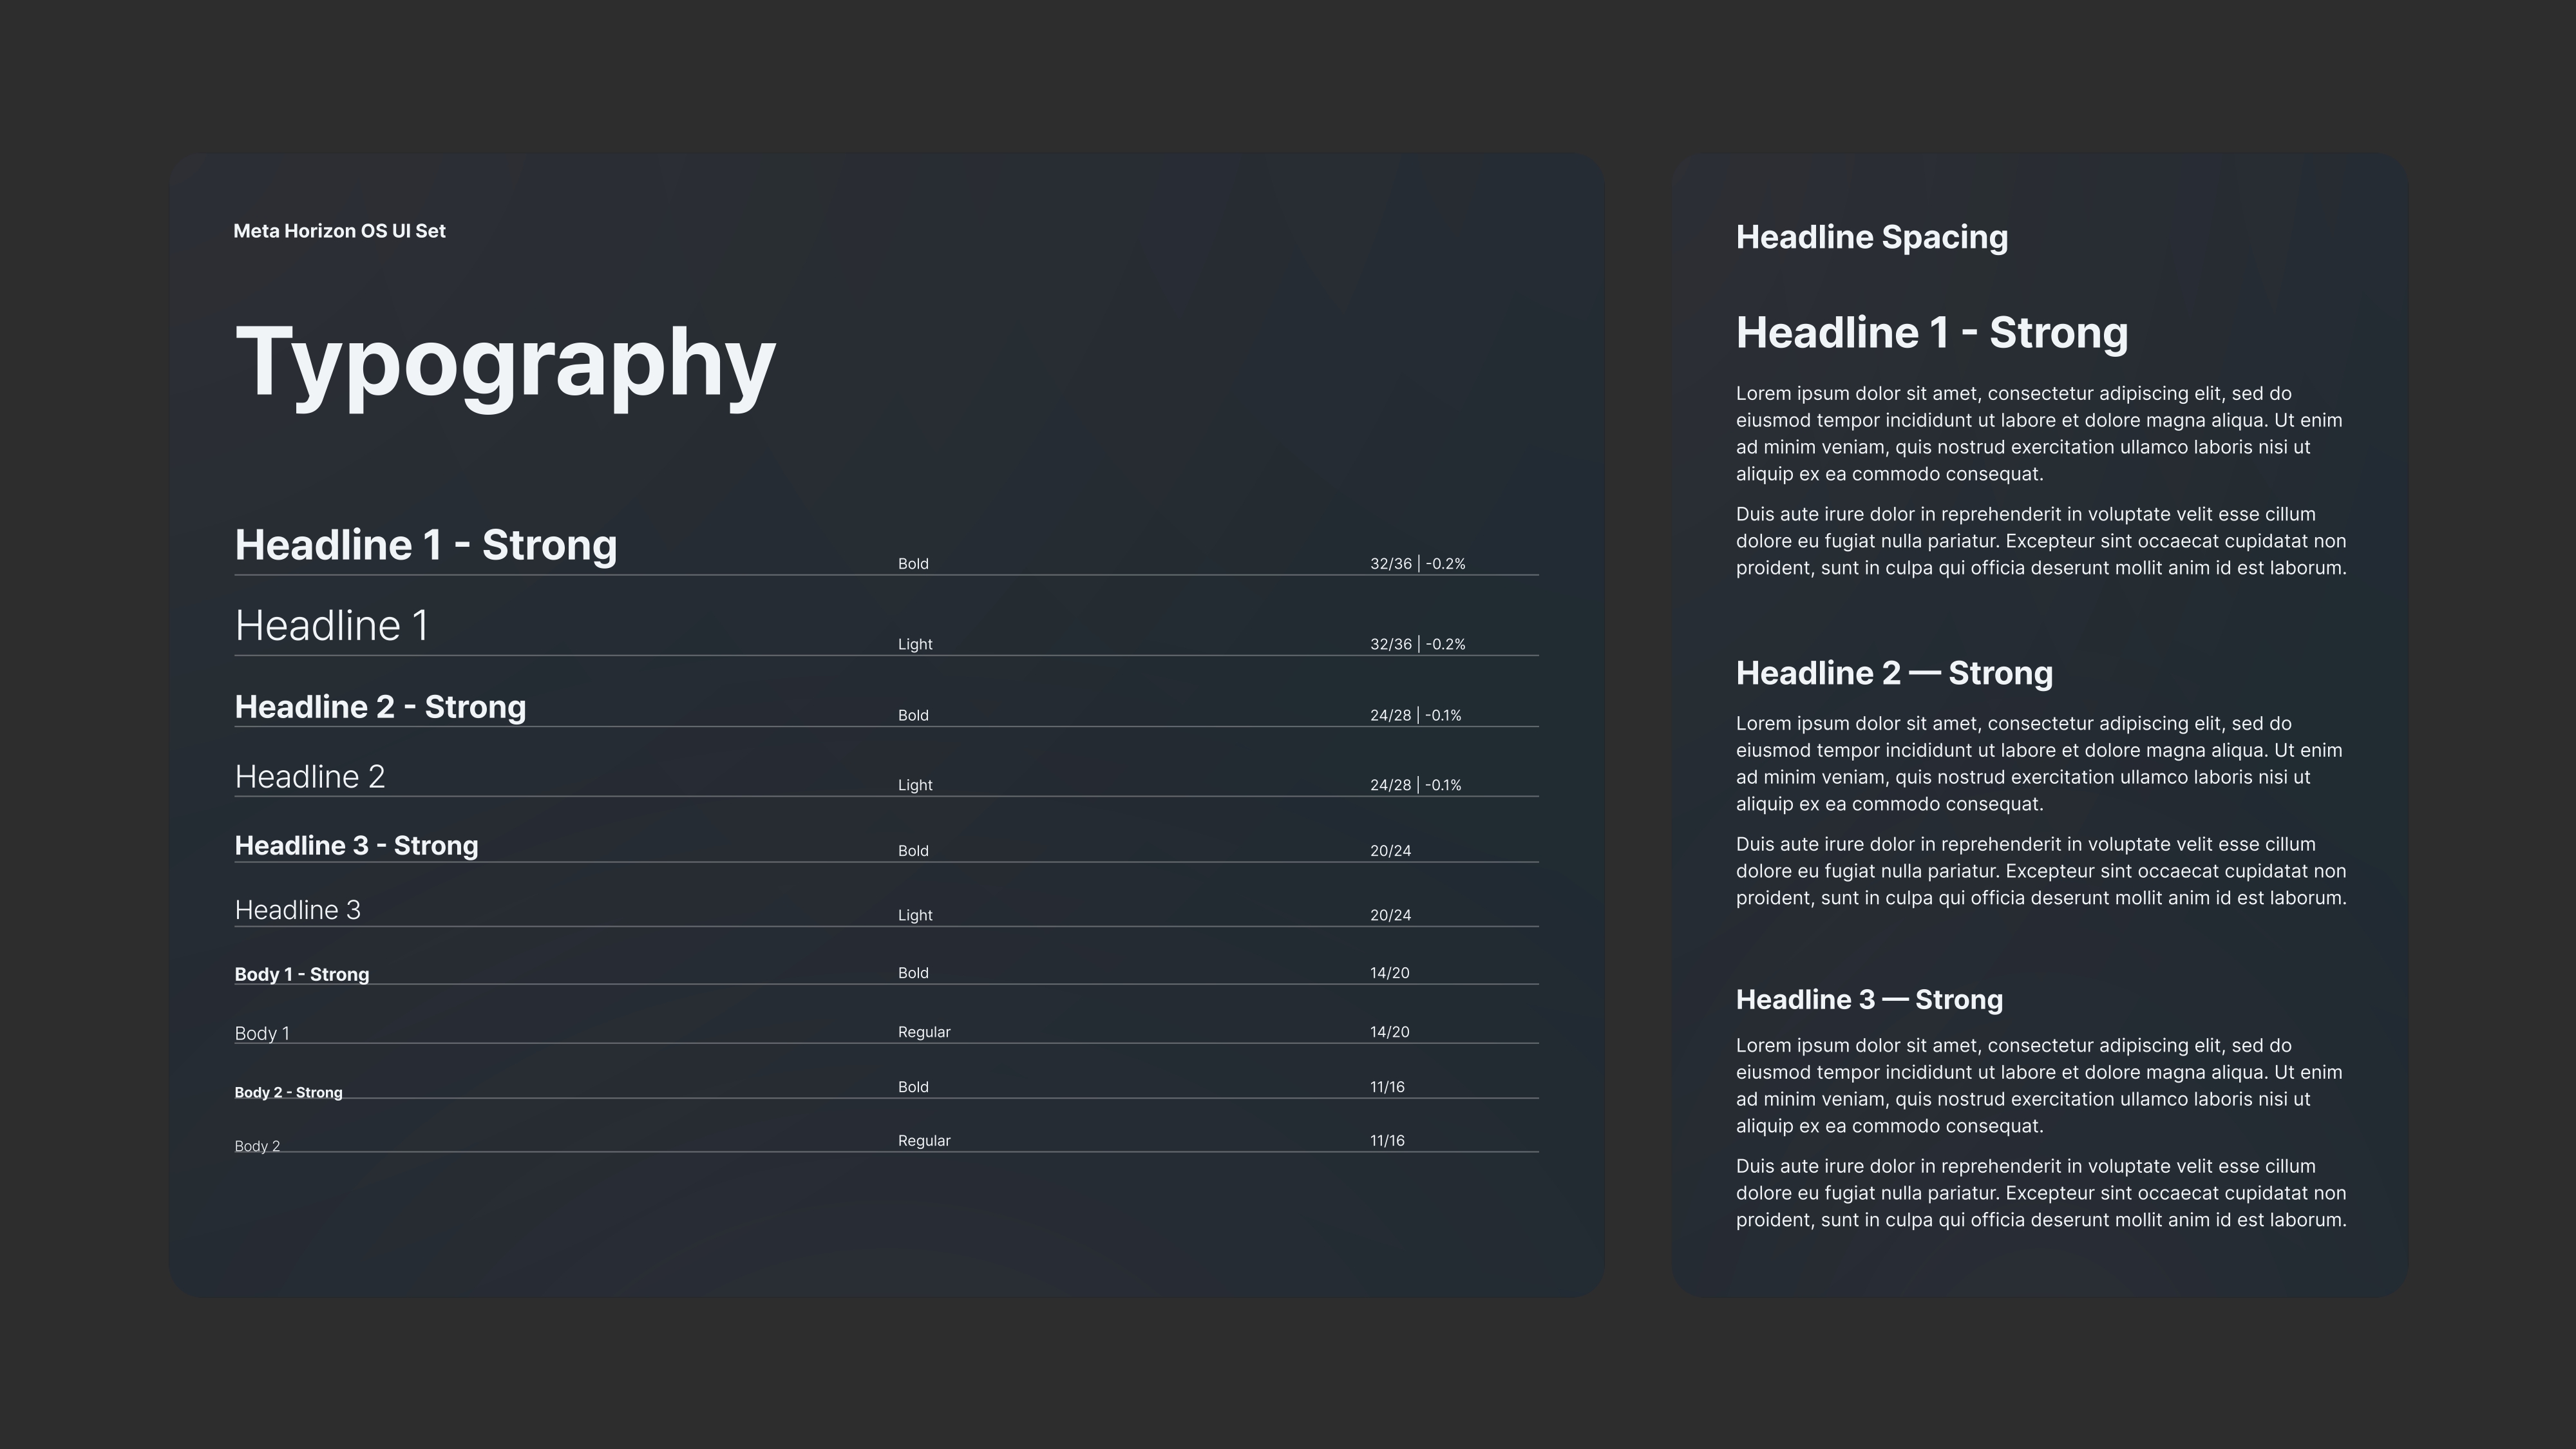 Meta Horizon OS UI Set
Typography
Headline 1 - Strong Bold 32/36 | -0.2%
Headline 1 Light 32/36 | -0.2%
Headline 2 - Strong Bold 24/28 | -0.1%
Headline 2 Light 24/28 | -0.1%
Headline 3 - Strong Bold 20/24
Headline 3 Light 20/24
Body 1 - Strong Bold 14/20
Body 1 Regular 14/20
Body 2 - Strong Bold 11/16
Body 2 Regular 11/16
Headline Spacing
Headline 1 - Strong
Lorem ipsum dolor sit amet, consectetur adipiscing elit, sed do
eiusmod tempor incididunt ut labore et dolore magna aliqua. Ut enim
ad minim veniam, quis nostrud exercitation ullamco laboris nisi ut
aliquip ex ea commodo consequat.
Duis aute irure dolor in reprehenderit in voluptate velit esse cillum
dolore eu fugiat nulla pariatur. Excepteur sint occaecat cupidatat non
proident, sunt in culpa qui officia deserunt mollit anim id est laborum.
Headline 2 — Strong
Lorem ipsum dolor sit amet, consectetur adipiscing elit, sed do
eiusmod tempor incididunt ut labore et dolore magna aliqua. Ut enim
ad minim veniam, quis nostrud exercitation ullamco laboris nisi ut
aliquip ex ea commodo consequat.
Duis aute irure dolor in reprehenderit in voluptate velit esse cillum
dolore eu fugiat nulla pariatur. Excepteur sint occaecat cupidatat non
proident, sunt in culpa qui officia deserunt mollit anim id est laborum.
Headline 3 — Strong
Lorem ipsum dolor sit amet, consectetur adipiscing elit, sed do
eiusmod tempor incididunt ut labore et dolore magna aliqua. Ut enim
ad minim veniam, quis nostrud exercitation ullamco laboris nisi ut
aliquip ex ea commodo consequat.
Duis aute irure dolor in reprehenderit in voluptate velit esse cillum
dolore eu fugiat nulla pariatur. Excepteur sint occaecat cupidatat non
proident, sunt in culpa qui officia deserunt mollit anim id est laborum.